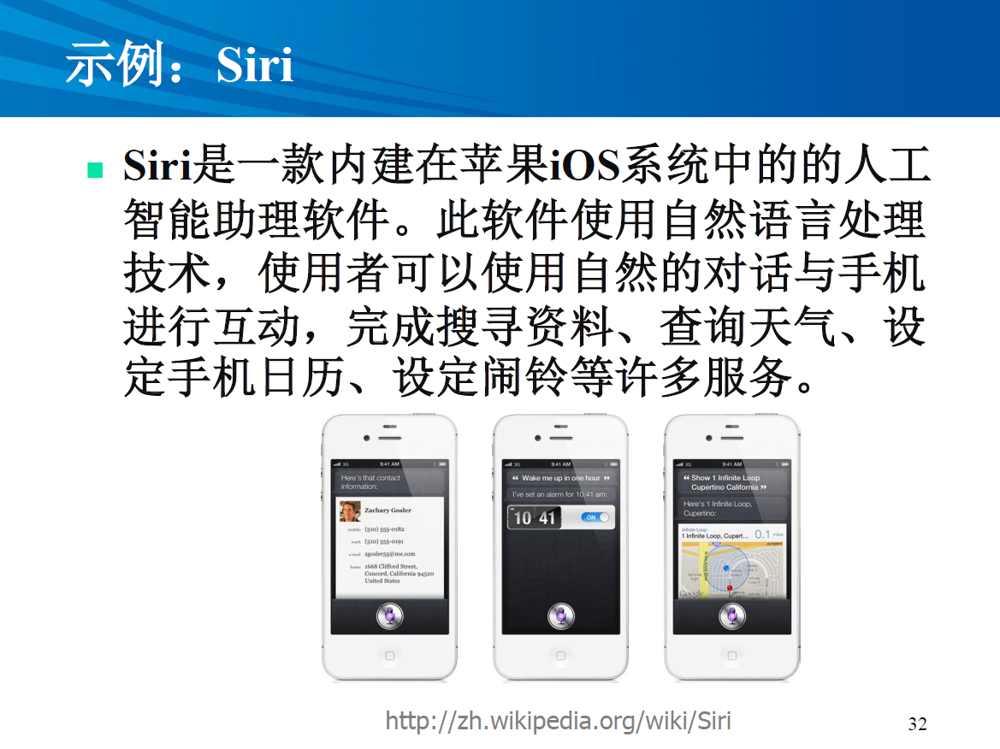 示例：Siri
Siri是一款内建在苹果iOS系统中的的人工
智能助理软件。此软件使用自然语言处理
技术，使用者可以使用自然的对话与手机
进行互动，完成搜寻资料、查询天气、设
定手机日历、设定闹铃等许多服务。
3G 9:41 AM
Here's that contact
information:
Zachary Gosler
mobile (510) 555-0182
work (510) 555-0191
e-mail zgosler55@me.com
home 1668 Clifford Street,
Concord, California 94520
United States
3G 9:41 AM
“ Wake me up in one hour ”
I've set an alarm for 10:41 am:
10 41 ON
3G 9:41 AM
“ Show 1 Infinite Loop
Cupertino California ”
Here's 1 Infinite Loop,
Cupertino:
Infinite Loop
1 Infinite Loop, Cupert... 0.1 miles
Google
http://zh.wikipedia.org/wiki/Siri
32